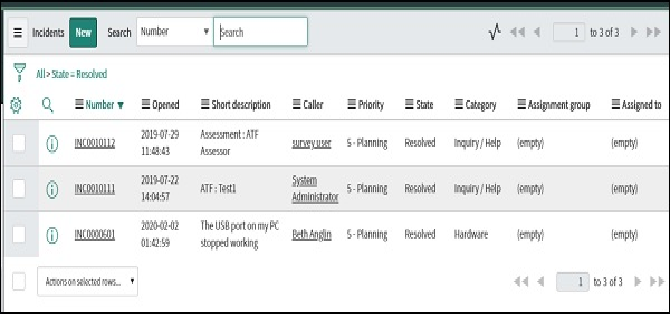 Incidents New Search Number Search 1 to 3 of 3
All > State = Resolved
Number Opened Short description Caller Priority State Category Assignment group Assigned to
INC0010112 2019-07-29 11:48:43 Assessment : ATF Assessor survey user 5 - Planning Resolved Inquiry / Help (empty) (empty)
INC0010111 2019-07-22 14:04:57 ATF : Test1 System Administrator 5 - Planning Resolved Inquiry / Help (empty) (empty)
INC0000601 2020-02-02 01:42:59 The USB port on my PC stopped working Beth Anglin 5 - Planning Resolved Hardware (empty) (empty)
Actions on selected rows... 1 to 3 of 3